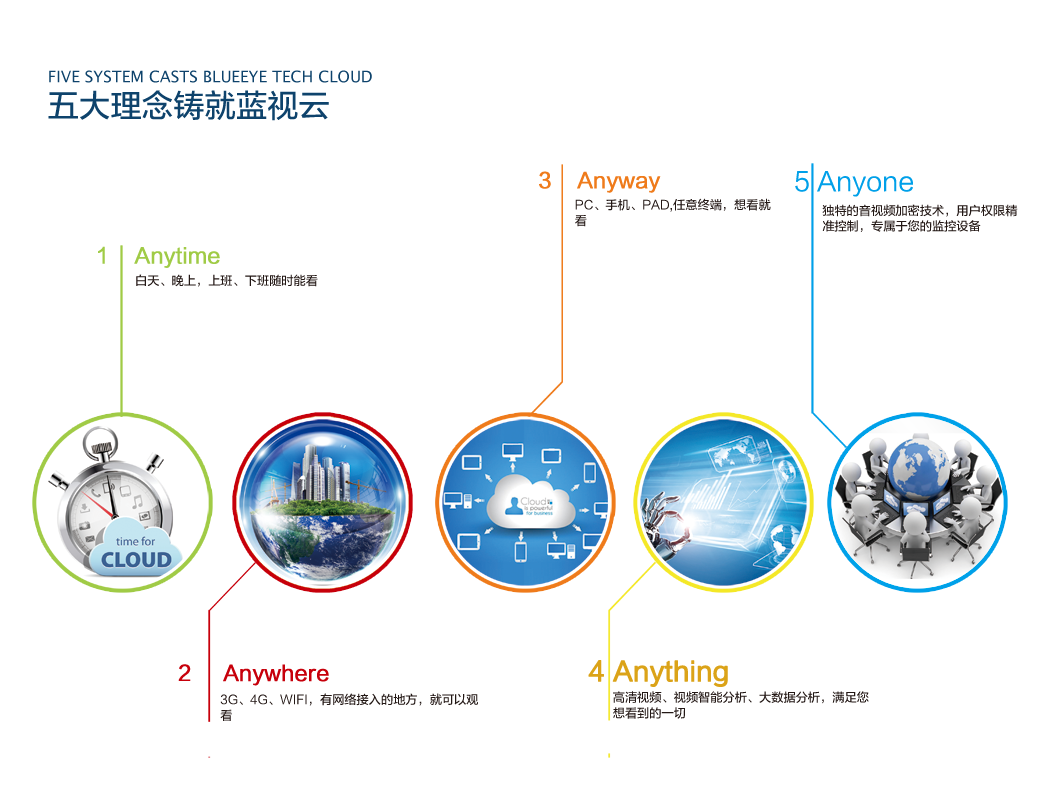 FIVE SYSTEM CASTS BLUEEYE TECH CLOUD
五大理念铸就蓝视云
1 Anytime
白天、晚上，上班、下班随时能看
3 Anyway
PC、手机、PAD,任意终端，想看就
看
5 Anyone
独特的音视频加密技术，用户权限精
准控制，专属于您的监控设备
time for
CLOUD
Cloud
is powerful
for business
2 Anywhere
3G、4G、WIFI，有网络接入的地方，就可以观
看
4 Anything
高清视频、视频智能分析、大数据分析，满足您
想看到的一切